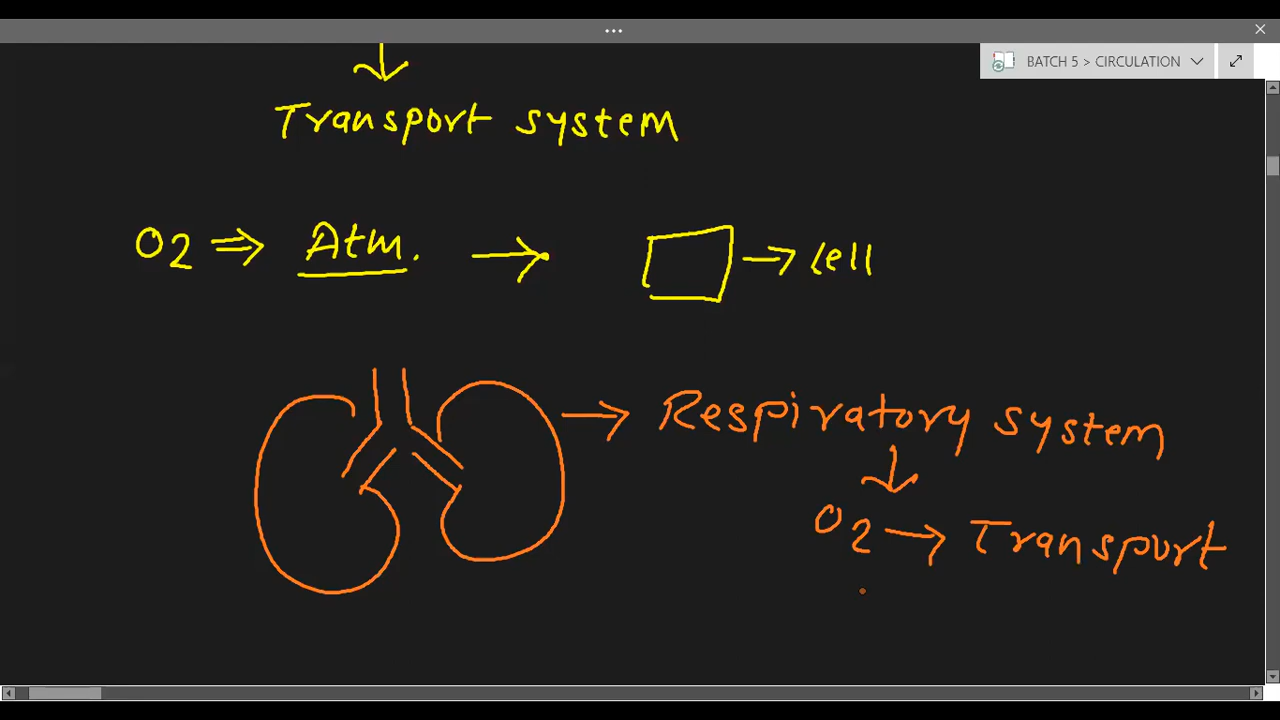 BATCH 5 > CIRCULATION
Transport system
O2 ⇒ Atm. → → cell
→ Respiratory system
O2 → Transport